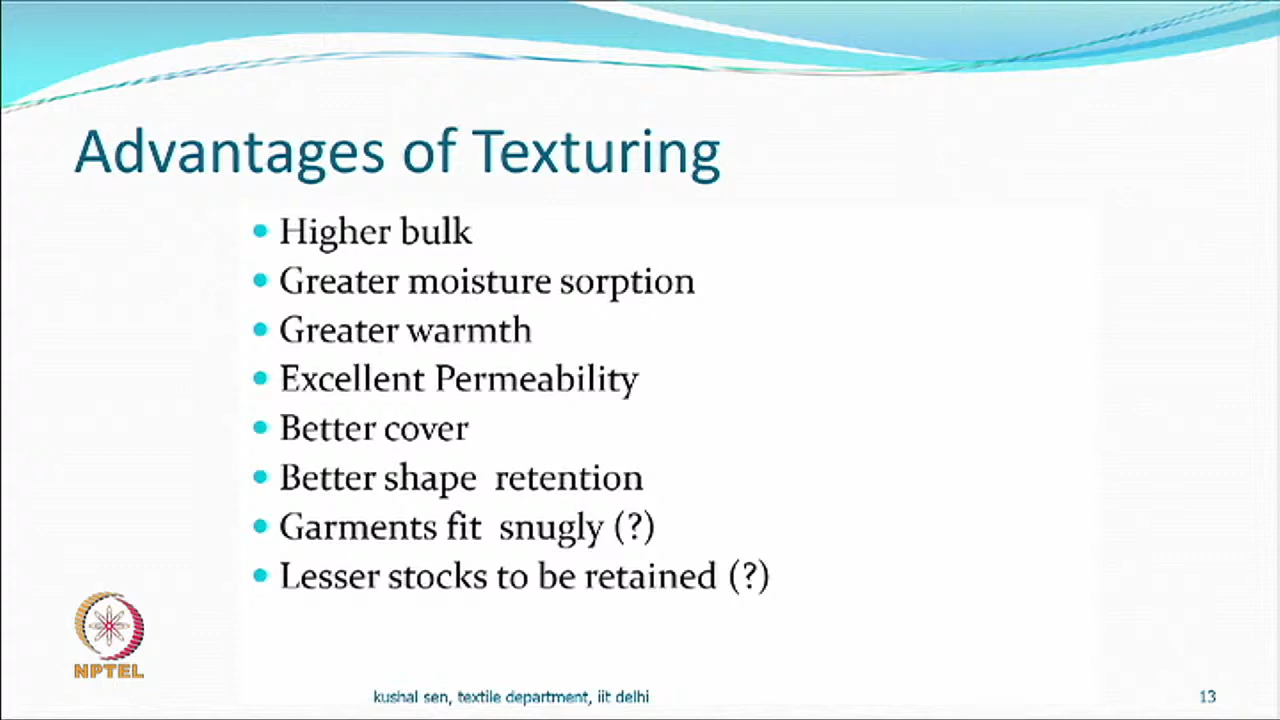 Advantages of Texturing
• Higher bulk
• Greater moisture sorption
• Greater warmth
• Excellent Permeability
• Better cover
• Better shape retention
• Garments fit snugly (?)
• Lesser stocks to be retained (?)
NPTEL
kushal sen, textile department, iit delhi
13